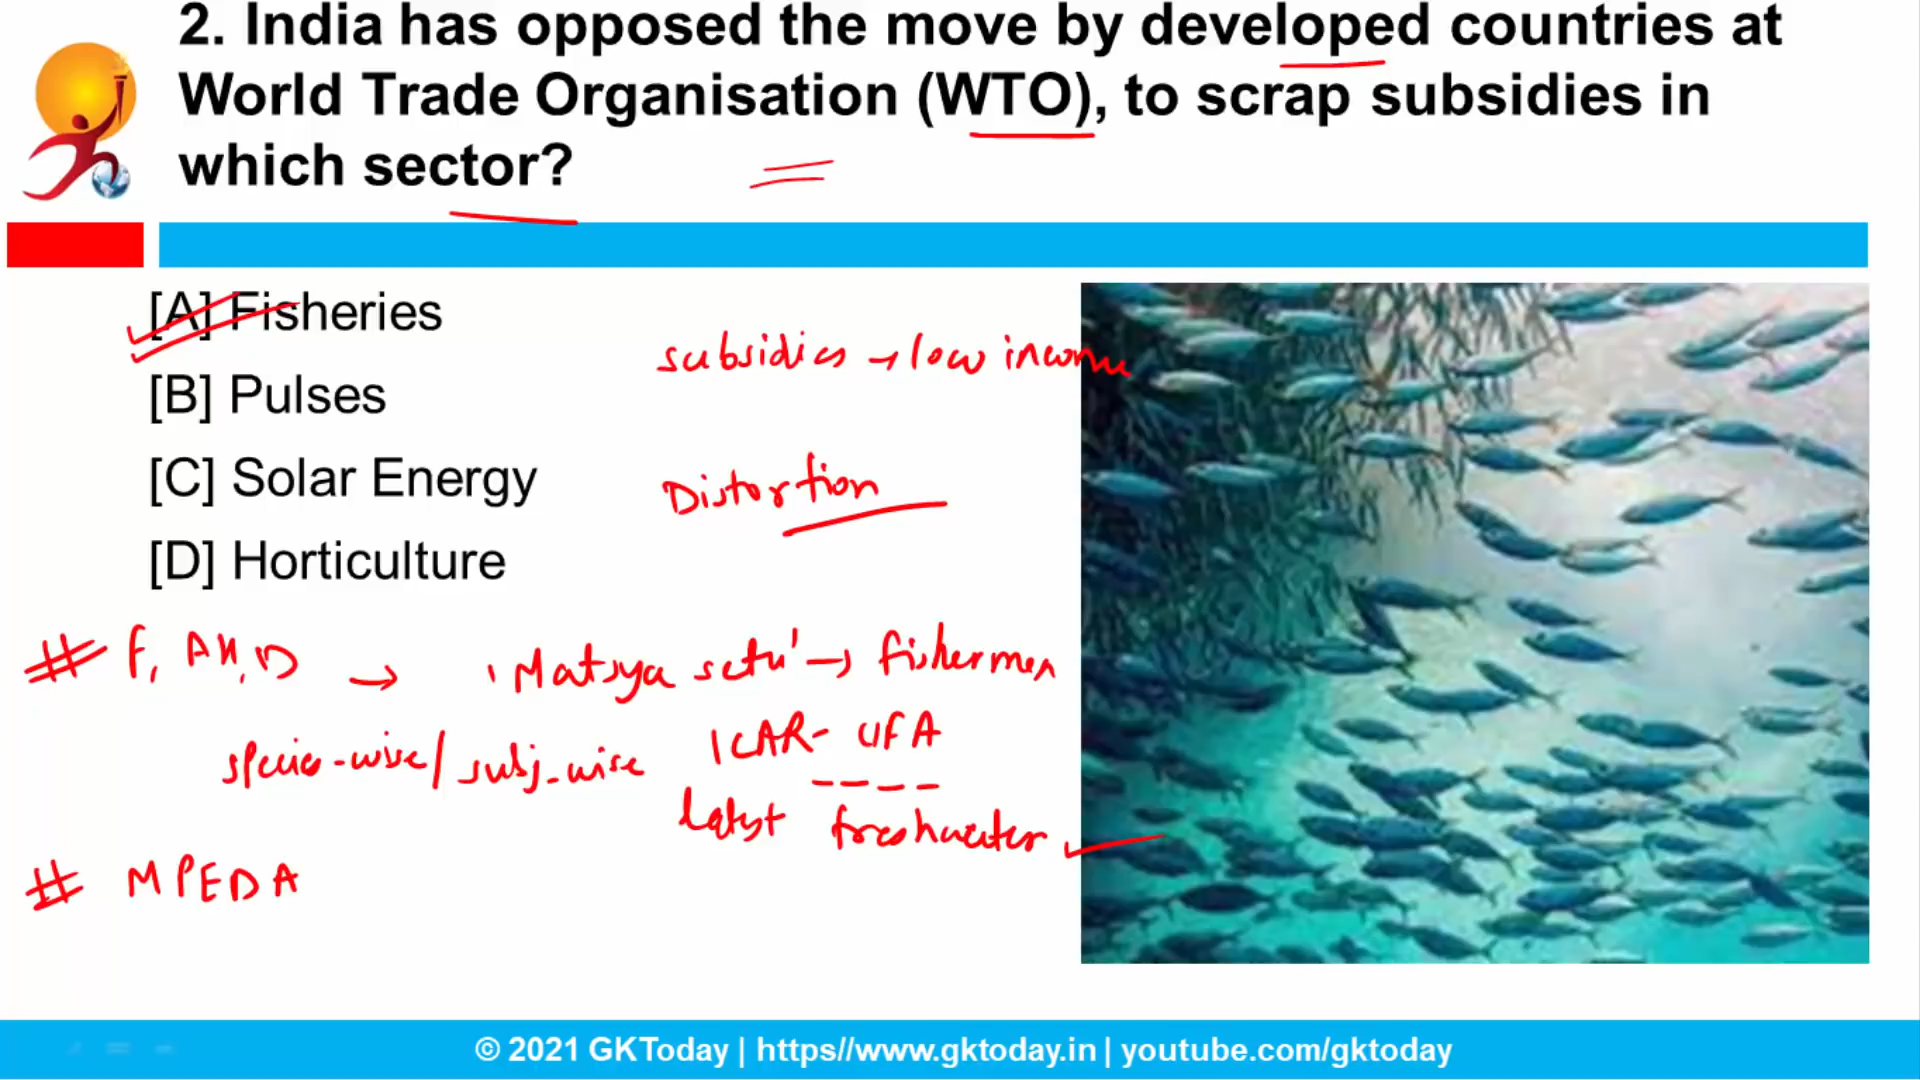 2. India has opposed the move by developed countries at
World Trade Organisation (WTO), to scrap subsidies in
which sector?
[A] Fisheries
[B] Pulses
[C] Solar Energy
[D] Horticulture
subsidies → low income
Distortion
# F, AH, D → 'Matsya setu' → fishermen
ICAR-
-wise/ subj-wise
latest freshwater
# MPEDA
© 2021 GKToday | https//www.gktoday.in | youtube.com/gktoday